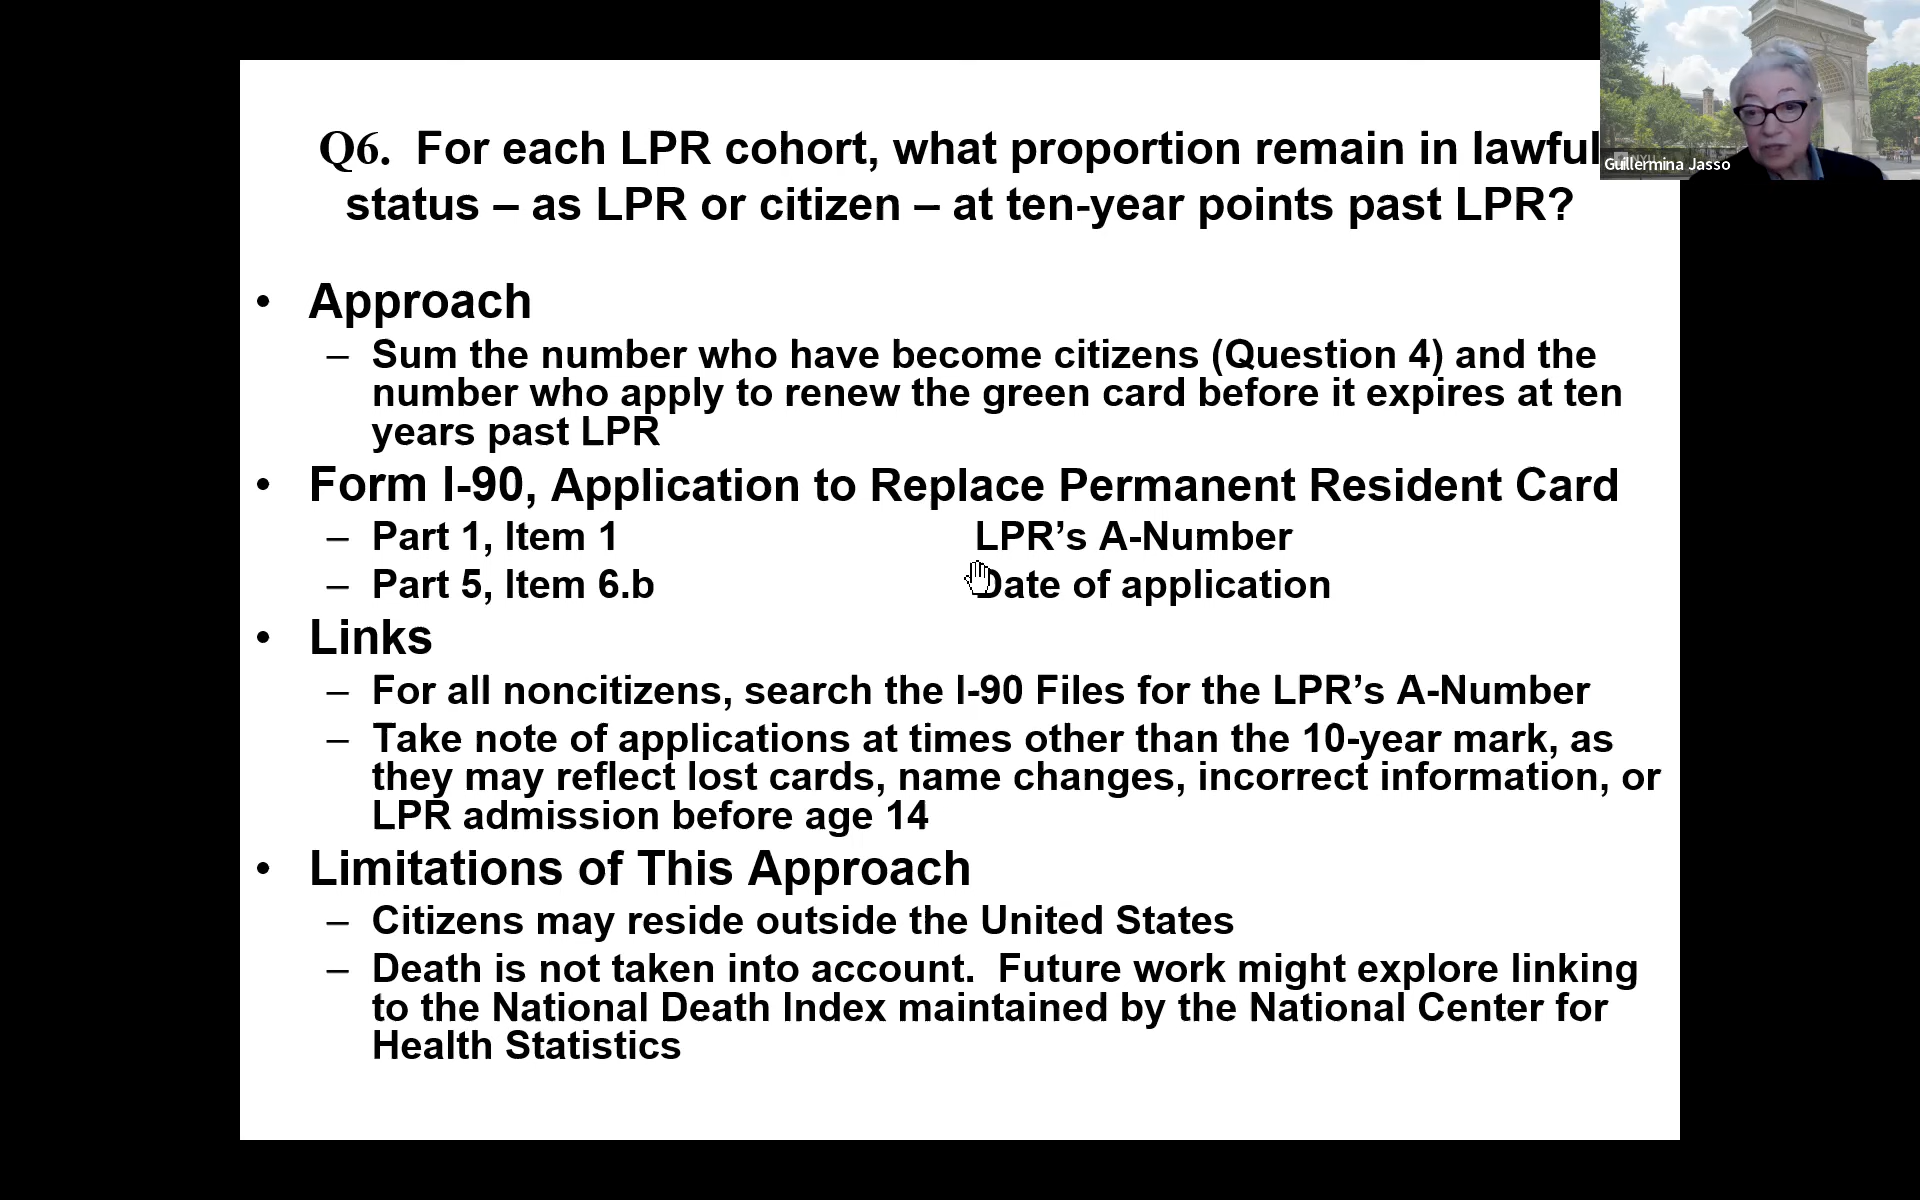 Q6. For each LPR cohort, what proportion remain in lawful
status – as LPR or citizen – at ten-year points past LPR?
• Approach
– Sum the number who have become citizens (Question 4) and the
number who apply to renew the green card before it expires at ten
years past LPR
• Form I-90, Application to Replace Permanent Resident Card
– Part 1, Item 1 LPR’s A-Number
– Part 5, Item 6.b Date of application
• Links
– For all noncitizens, search the I-90 Files for the LPR’s A-Number
– Take note of applications at times other than the 10-year mark, as
they may reflect lost cards, name changes, incorrect information, or
LPR admission before age 14
• Limitations of This Approach
– Citizens may reside outside the United States
– Death is not taken into account. Future work might explore linking
to the National Death Index maintained by the National Center for
Health Statistics
Guillermina Jasso